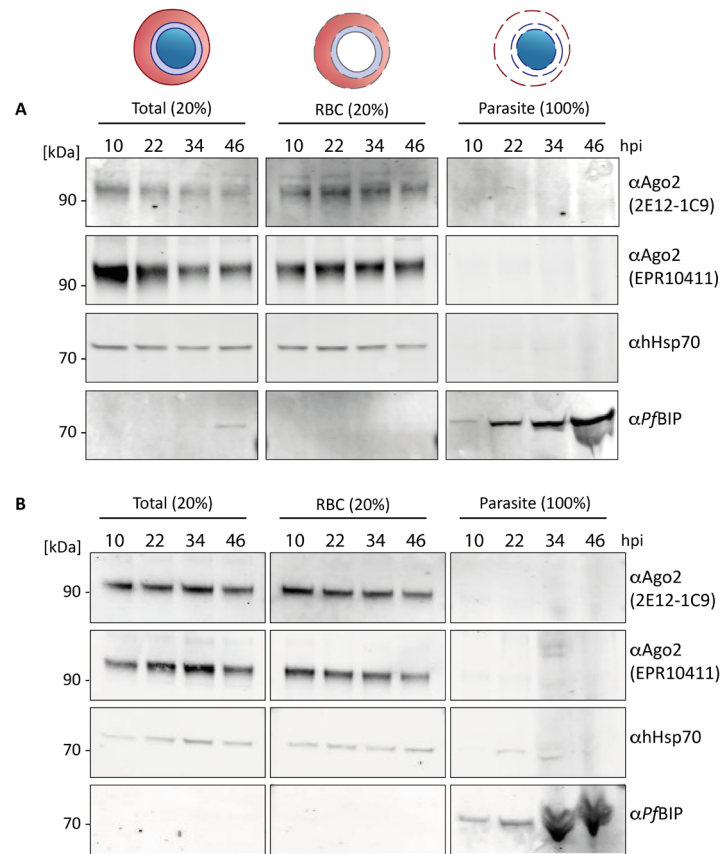 A
Total (20%) RBC (20%) Parasite (100%)
[kDa] 10 22 34 46 10 22 34 46 10 22 34 46 hpi
90 - αAgo2
(2E12-1C9)
90 - αAgo2
(EPR10411)
70 - αhHsp70
70 - αPfBIP
B
Total (20%) RBC (20%) Parasite (100%)
[kDa] 10 22 34 46 10 22 34 46 10 22 34 46 hpi
90 - αAgo2
(2E12-1C9)
90 - αAgo2
(EPR10411)
70 - αhHsp70
70 - αPfBIP